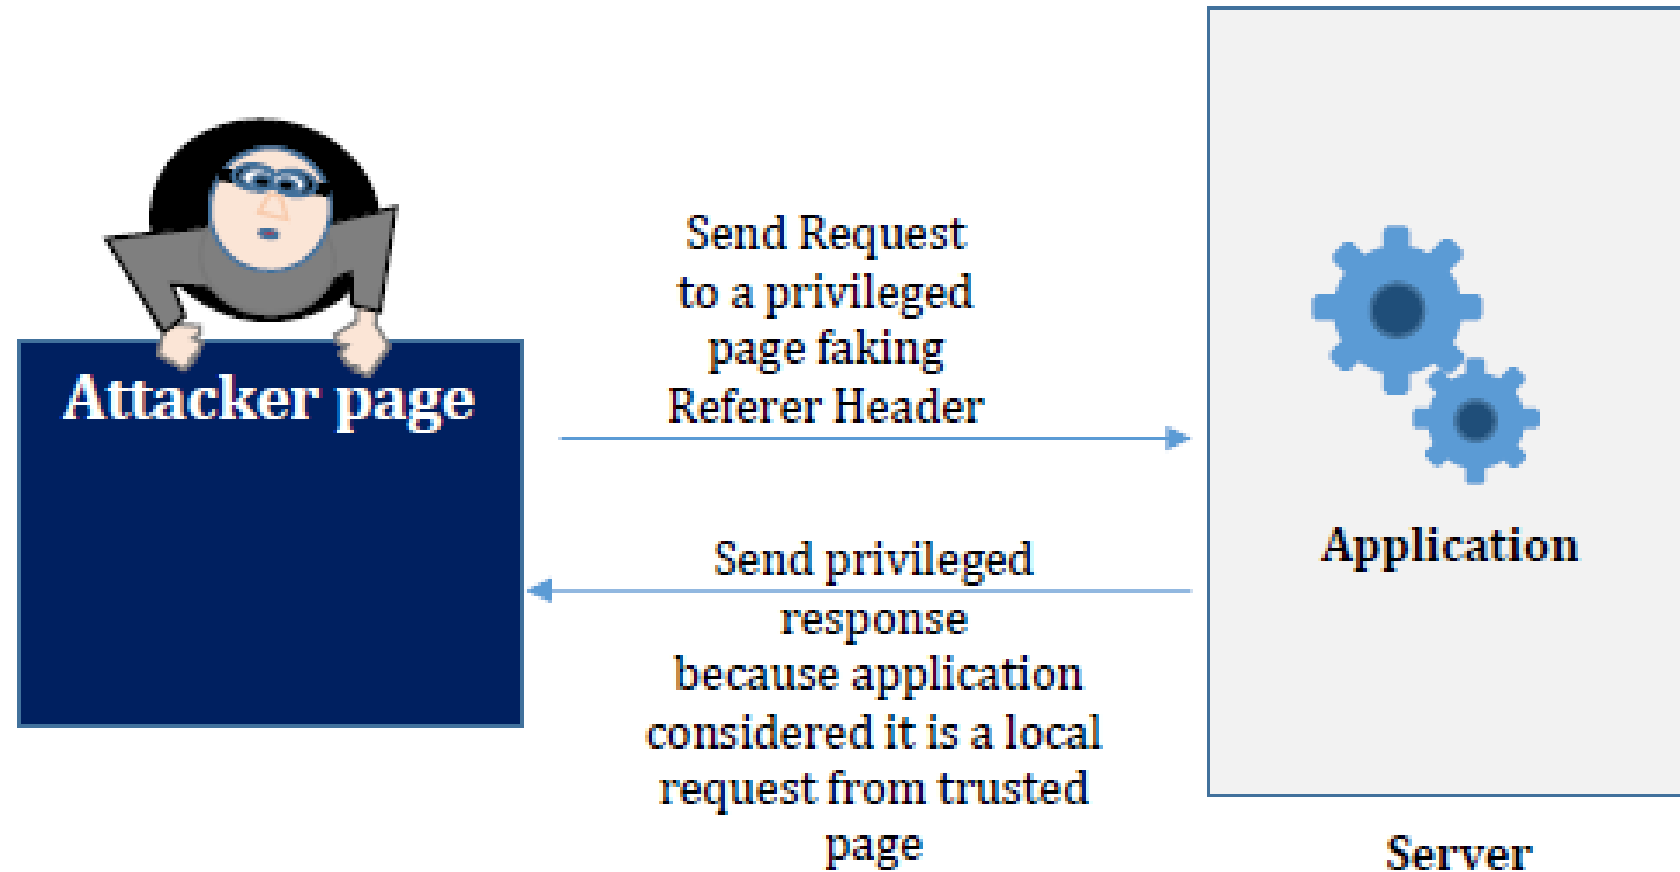 Attacker page
Send Request
to a privileged
page faking
Referer Header
Send privileged
response
because application
considered it is a local
request from trusted
page
Application
Server